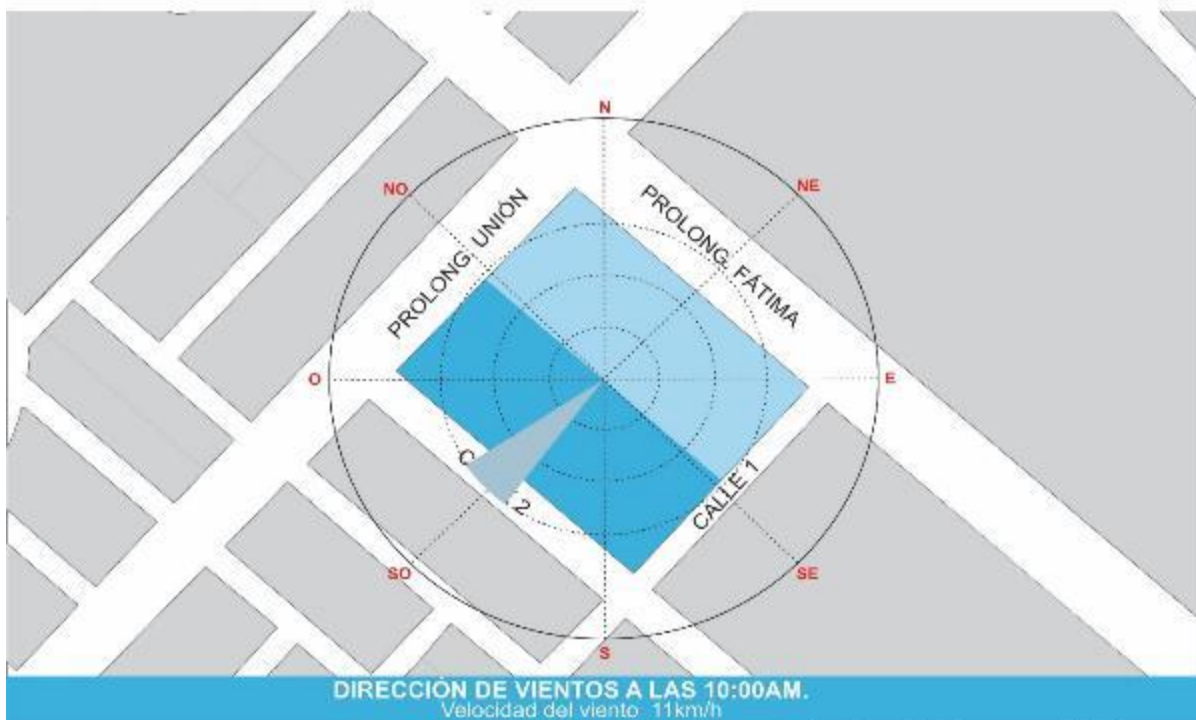 N
NO
NE
PROLONG. UNIÓN
PROLONG. FÁTIMA
O
E
C
2
CALLE 1
SO
SE
S
DIRECCIÓN DE VIENTOS A LAS 10:00AM.
Velocidad del viento 11km/h